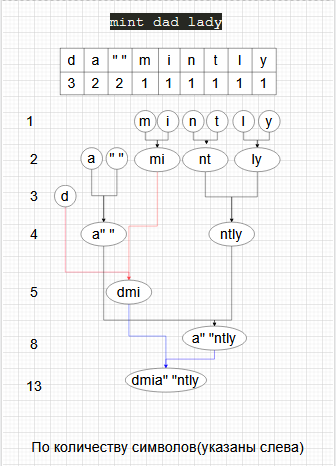 mint dad lady
d a " " m i n t l y
3 2 2 1 1 1 1 1 1
1 m i n t l y
2 a " " mi nt ly
3 d
4 a" " ntly
5 dmi
8 a" "ntly
13 dmia" "ntly
По количеству символов(указаны слева)